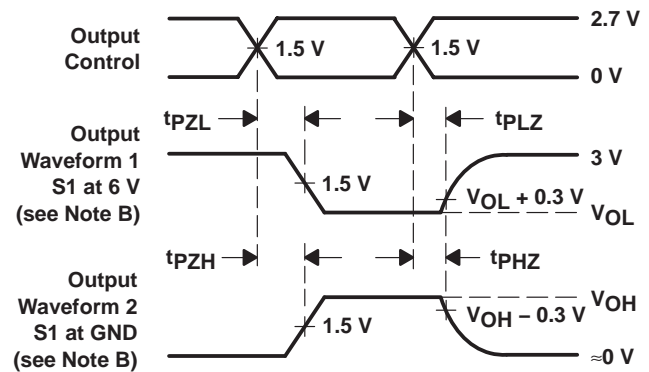 Output
Control
1.5 V
1.5 V
2.7 V
0 V
tPZL
tPLZ
Output
Waveform 1
S1 at 6 V
(see Note B)
1.5 V
3 V
VOL + 0.3 V
VOL
tPZH
tPHZ
Output
Waveform 2
S1 at GND
(see Note B)
1.5 V
VOH
VOH − 0.3 V
≈0 V